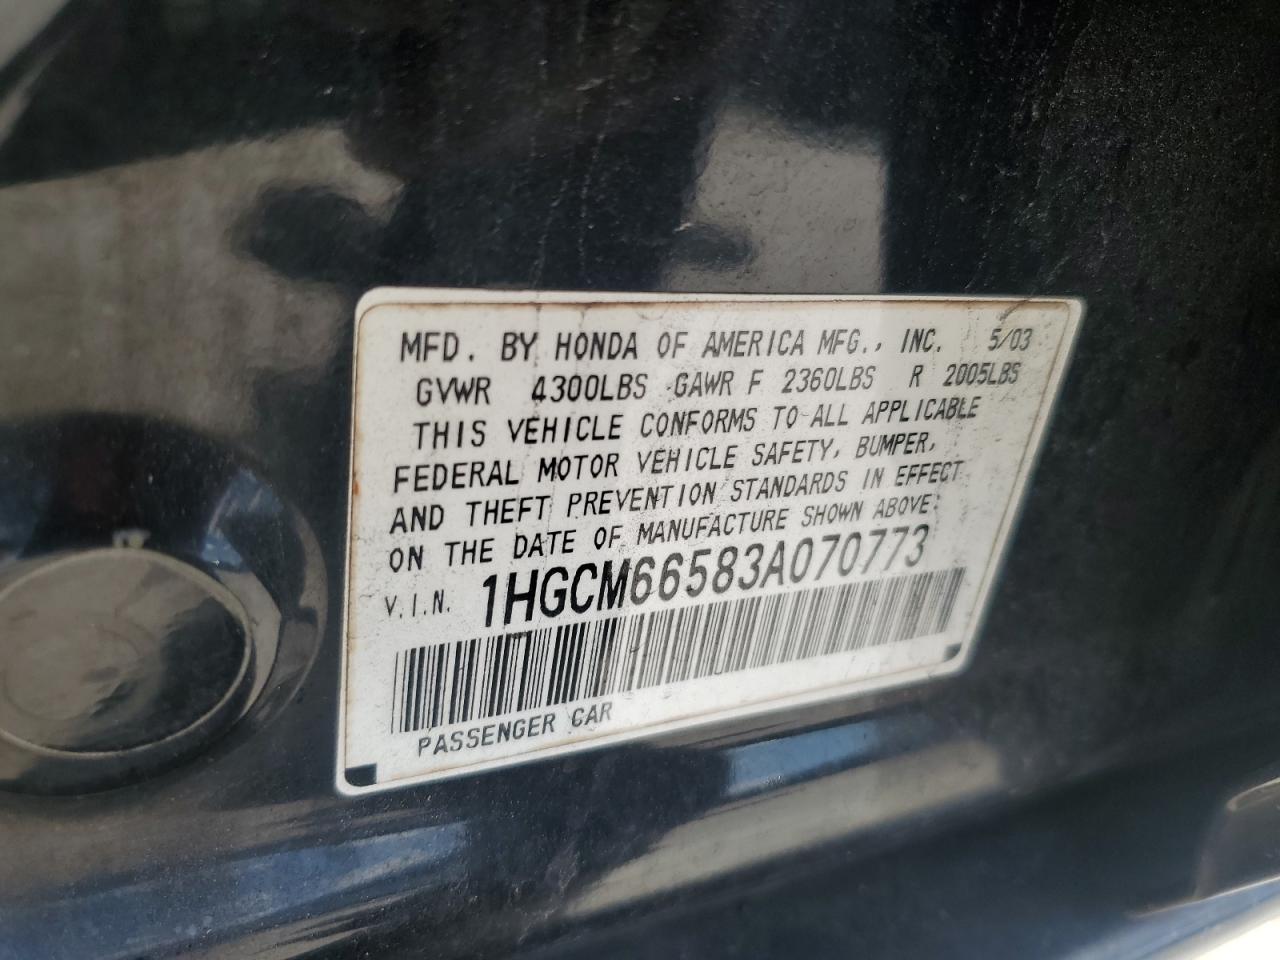 MFD. BY HONDA OF AMERICA MFG., INC. 5/03
GVWR 4300LBS GAWR F 2360LBS R 2005LBS
THIS VEHICLE CONFORMS TO ALL APPLICABLE
FEDERAL MOTOR VEHICLE SAFETY, BUMPER,
AND THEFT PREVENTION STANDARDS IN EFFECT
ON THE DATE OF MANUFACTURE SHOWN ABOVE.
V.I.N. 1HGCM66583A070773
PASSENGER CAR